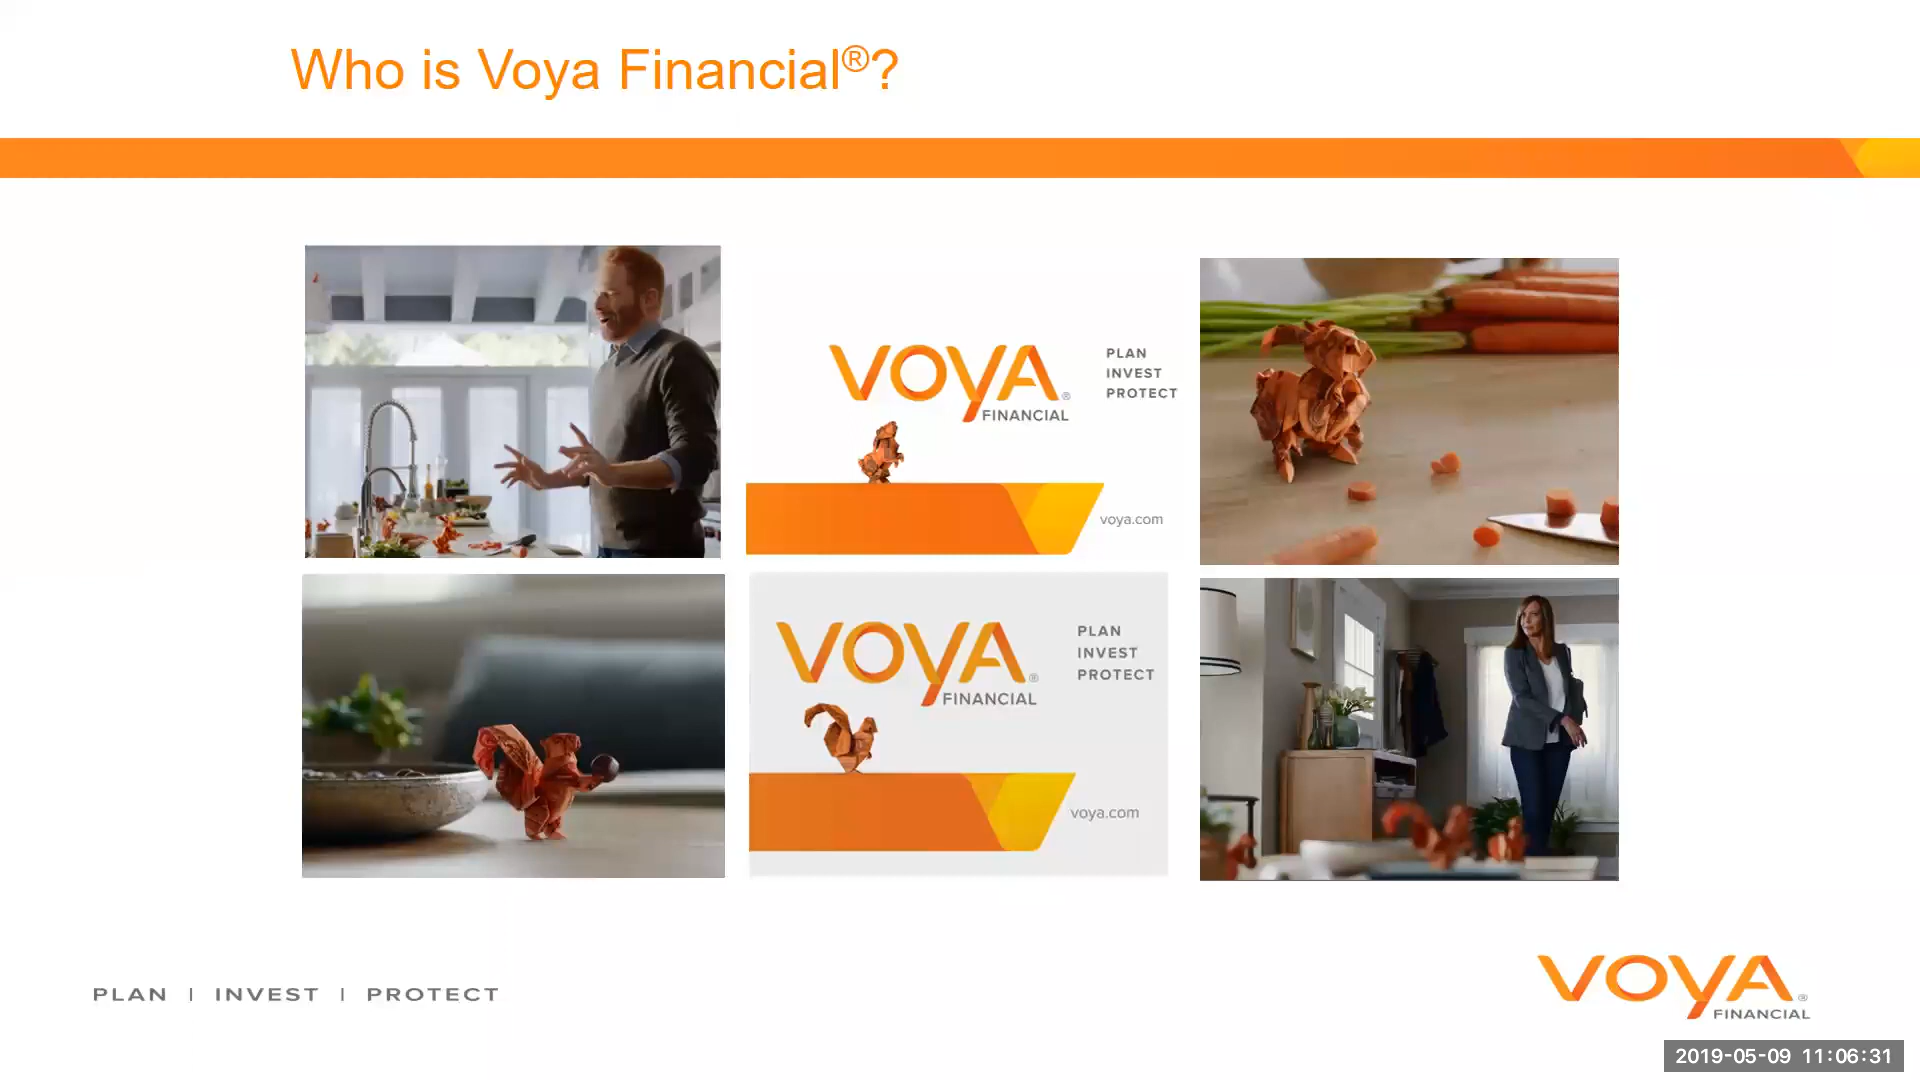 Who is Voya Financial®?
VOYA®
FINANCIAL
PLAN
INVEST
PROTECT
voya.com
VOYA®
FINANCIAL
PLAN
INVEST
PROTECT
voya.com
PLAN | INVEST | PROTECT
VOYA®
FINANCIAL
2019-05-09 11:06:31